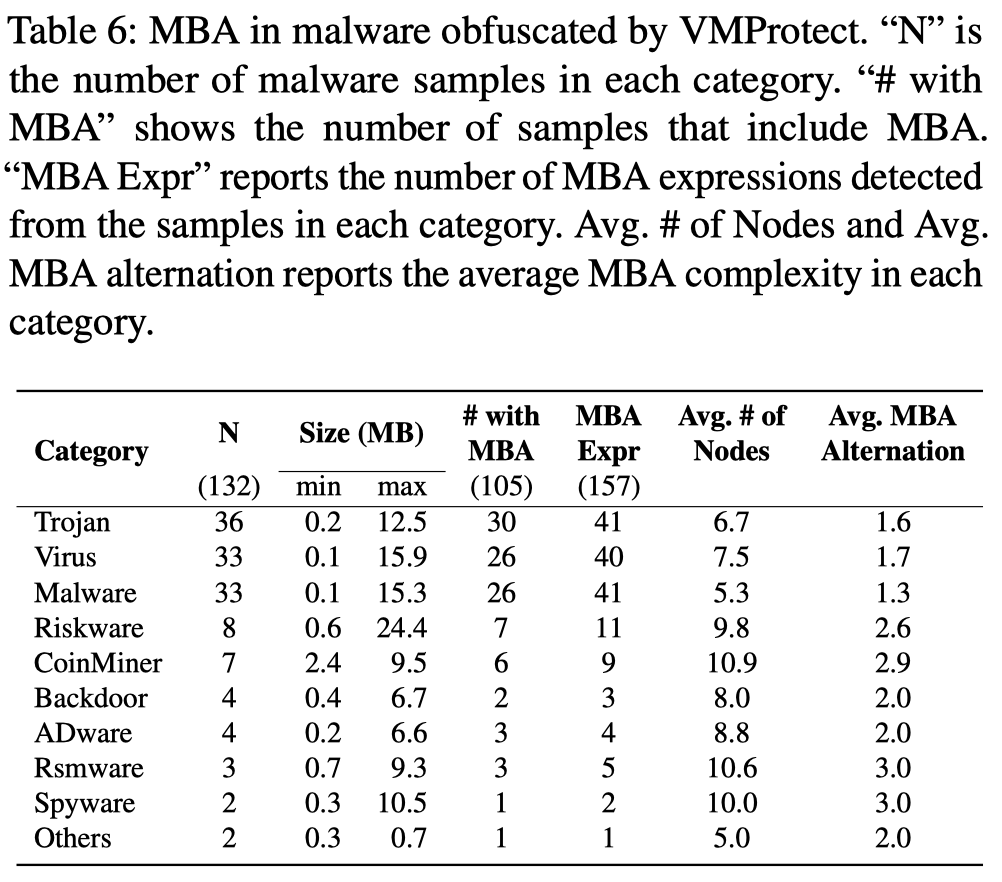 Table 6: MBA in malware obfuscated by VMProtect. “N” is
the number of malware samples in each category. “# with
MBA” shows the number of samples that include MBA.
“MBA Expr” reports the number of MBA expressions detected
from the samples in each category. Avg. # of Nodes and Avg.
MBA alternation reports the average MBA complexity in each
category.
Category N Size (MB) # with MBA MBA Expr Avg. # of Nodes Avg. MBA Alternation
(132) min max (105) (157)
Trojan 36 0.2 12.5 30 41 6.7 1.6
Virus 33 0.1 15.9 26 40 7.5 1.7
Malware 33 0.1 15.3 26 41 5.3 1.3
Riskware 8 0.6 24.4 7 11 9.8 2.6
CoinMiner 7 2.4 9.5 6 9 10.9 2.9
Backdoor 4 0.4 6.7 2 3 8.0 2.0
ADware 4 0.2 6.6 3 4 8.8 2.0
Rsmware 3 0.7 9.3 3 5 10.6 3.0
Spyware 2 0.3 10.5 1 2 10.0 3.0
Others 2 0.3 0.7 1 1 5.0 2.0